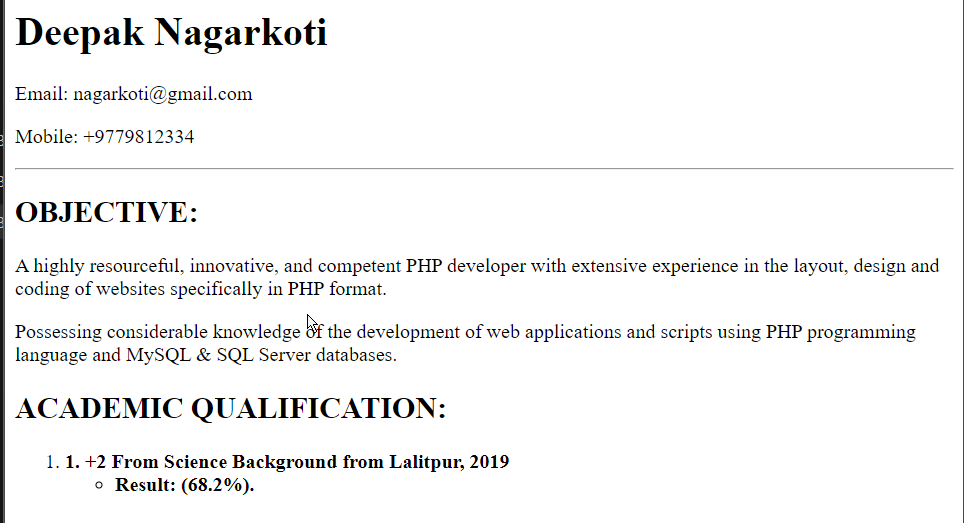 Deepak Nagarkoti
Email: nagarkoti@gmail.com
Mobile: +9779812334
OBJECTIVE:
A highly resourceful, innovative, and competent PHP developer with extensive experience in the layout, design and
coding of websites specifically in PHP format.
Possessing considerable knowledge of the development of web applications and scripts using PHP programming
language and MySQL & SQL Server databases.
ACADEMIC QUALIFICATION:
1. 1. +2 From Science Background from Lalitpur, 2019
Result: (68.2%).